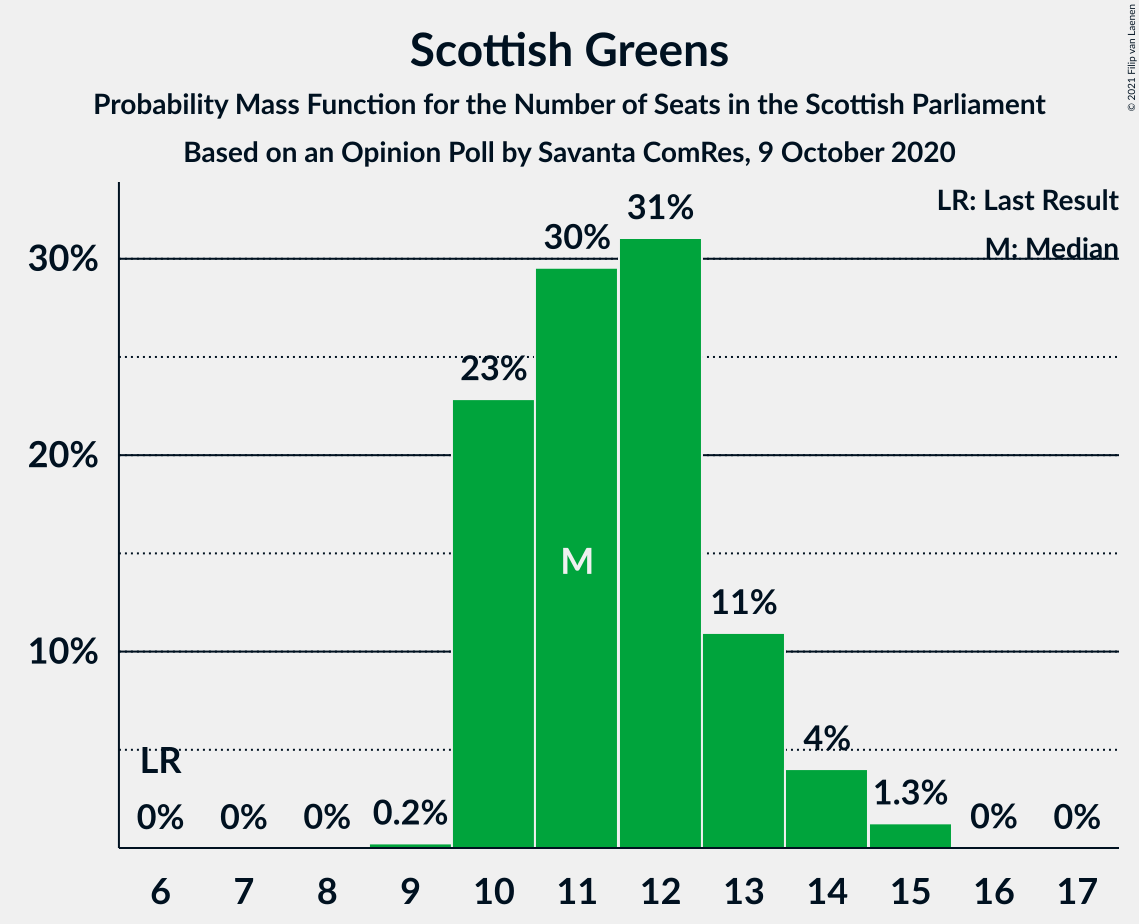 Scottish Greens
Probability Mass Function for the Number of Seats in the Scottish Parliament
Based on an Opinion Poll by Savanta ComRes, 9 October 2020
© 2021 Filip van Laenen
LR: Last Result
M: Median
30%
20%
10%
LR
0%
0%
0%
0.2%
23%
30%
M
31%
11%
4%
1.3%
0%
0%
6 7 8 9 10 11 12 13 14 15 16 17